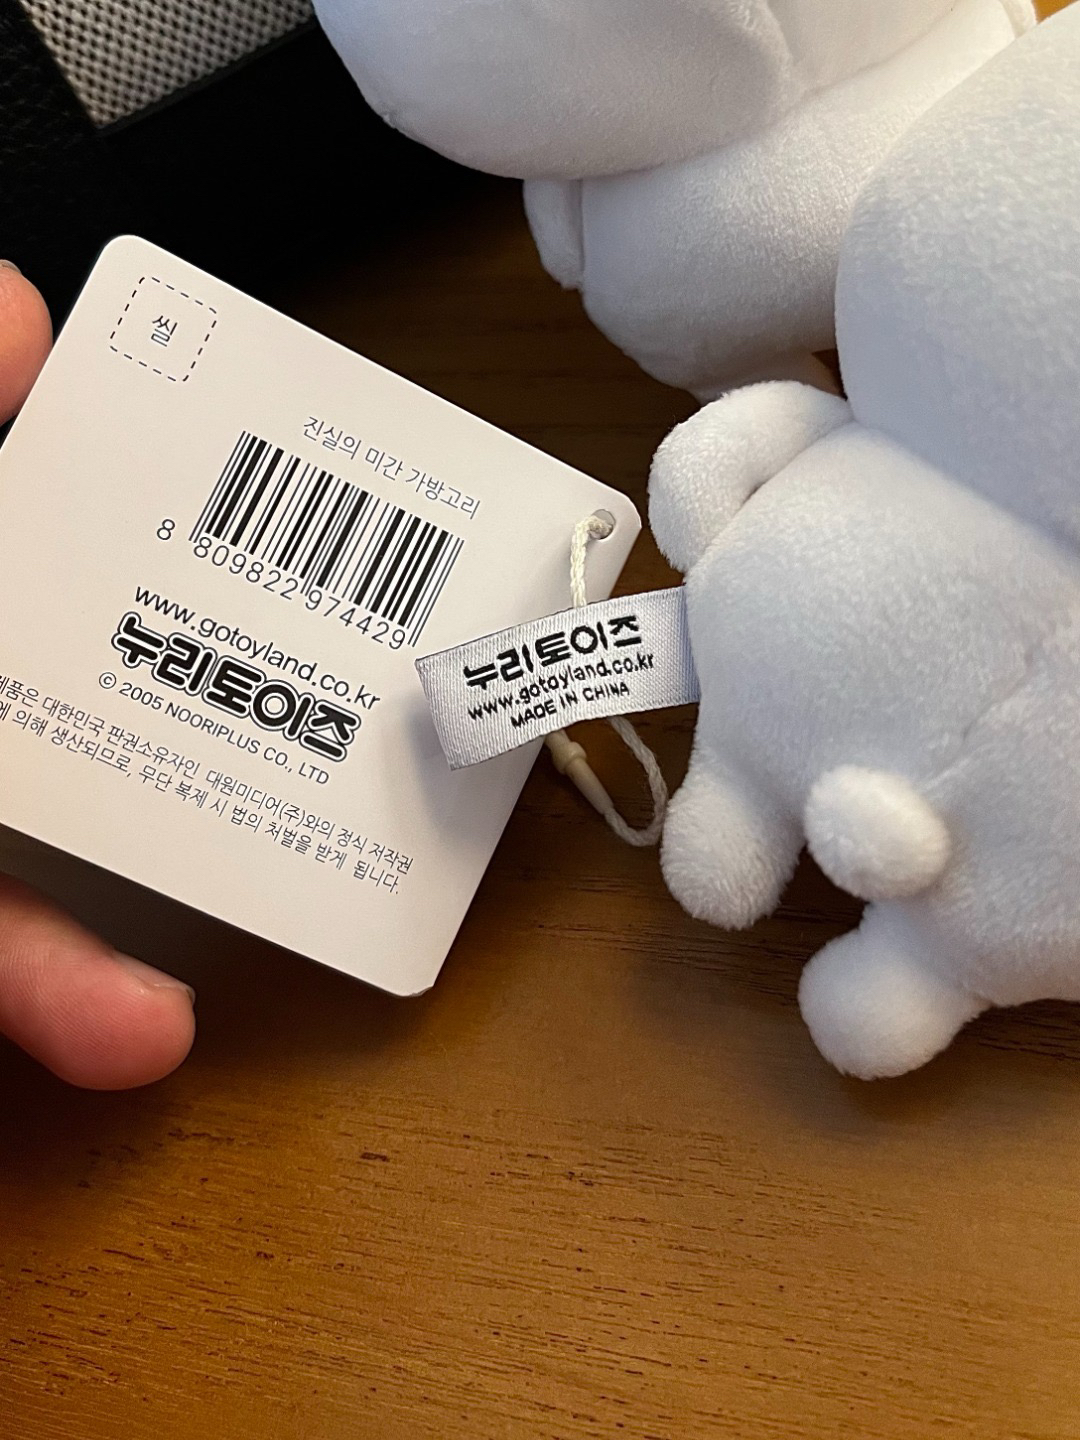 씰
진실의 미간 가방고리
8 809822 974429
www.gotoyland.co.kr
누리토이즈
© 2005 NOORIPLUS CO., LTD
제품은 대한민국 판권소유자인 대원미디어(주)와의 정식 저작권
에 의해 생산되므로, 무단 복제 시 법의 처벌을 받게 됩니다.
누리토이즈
www.gotoyland.co.kr
MADE IN CHINA